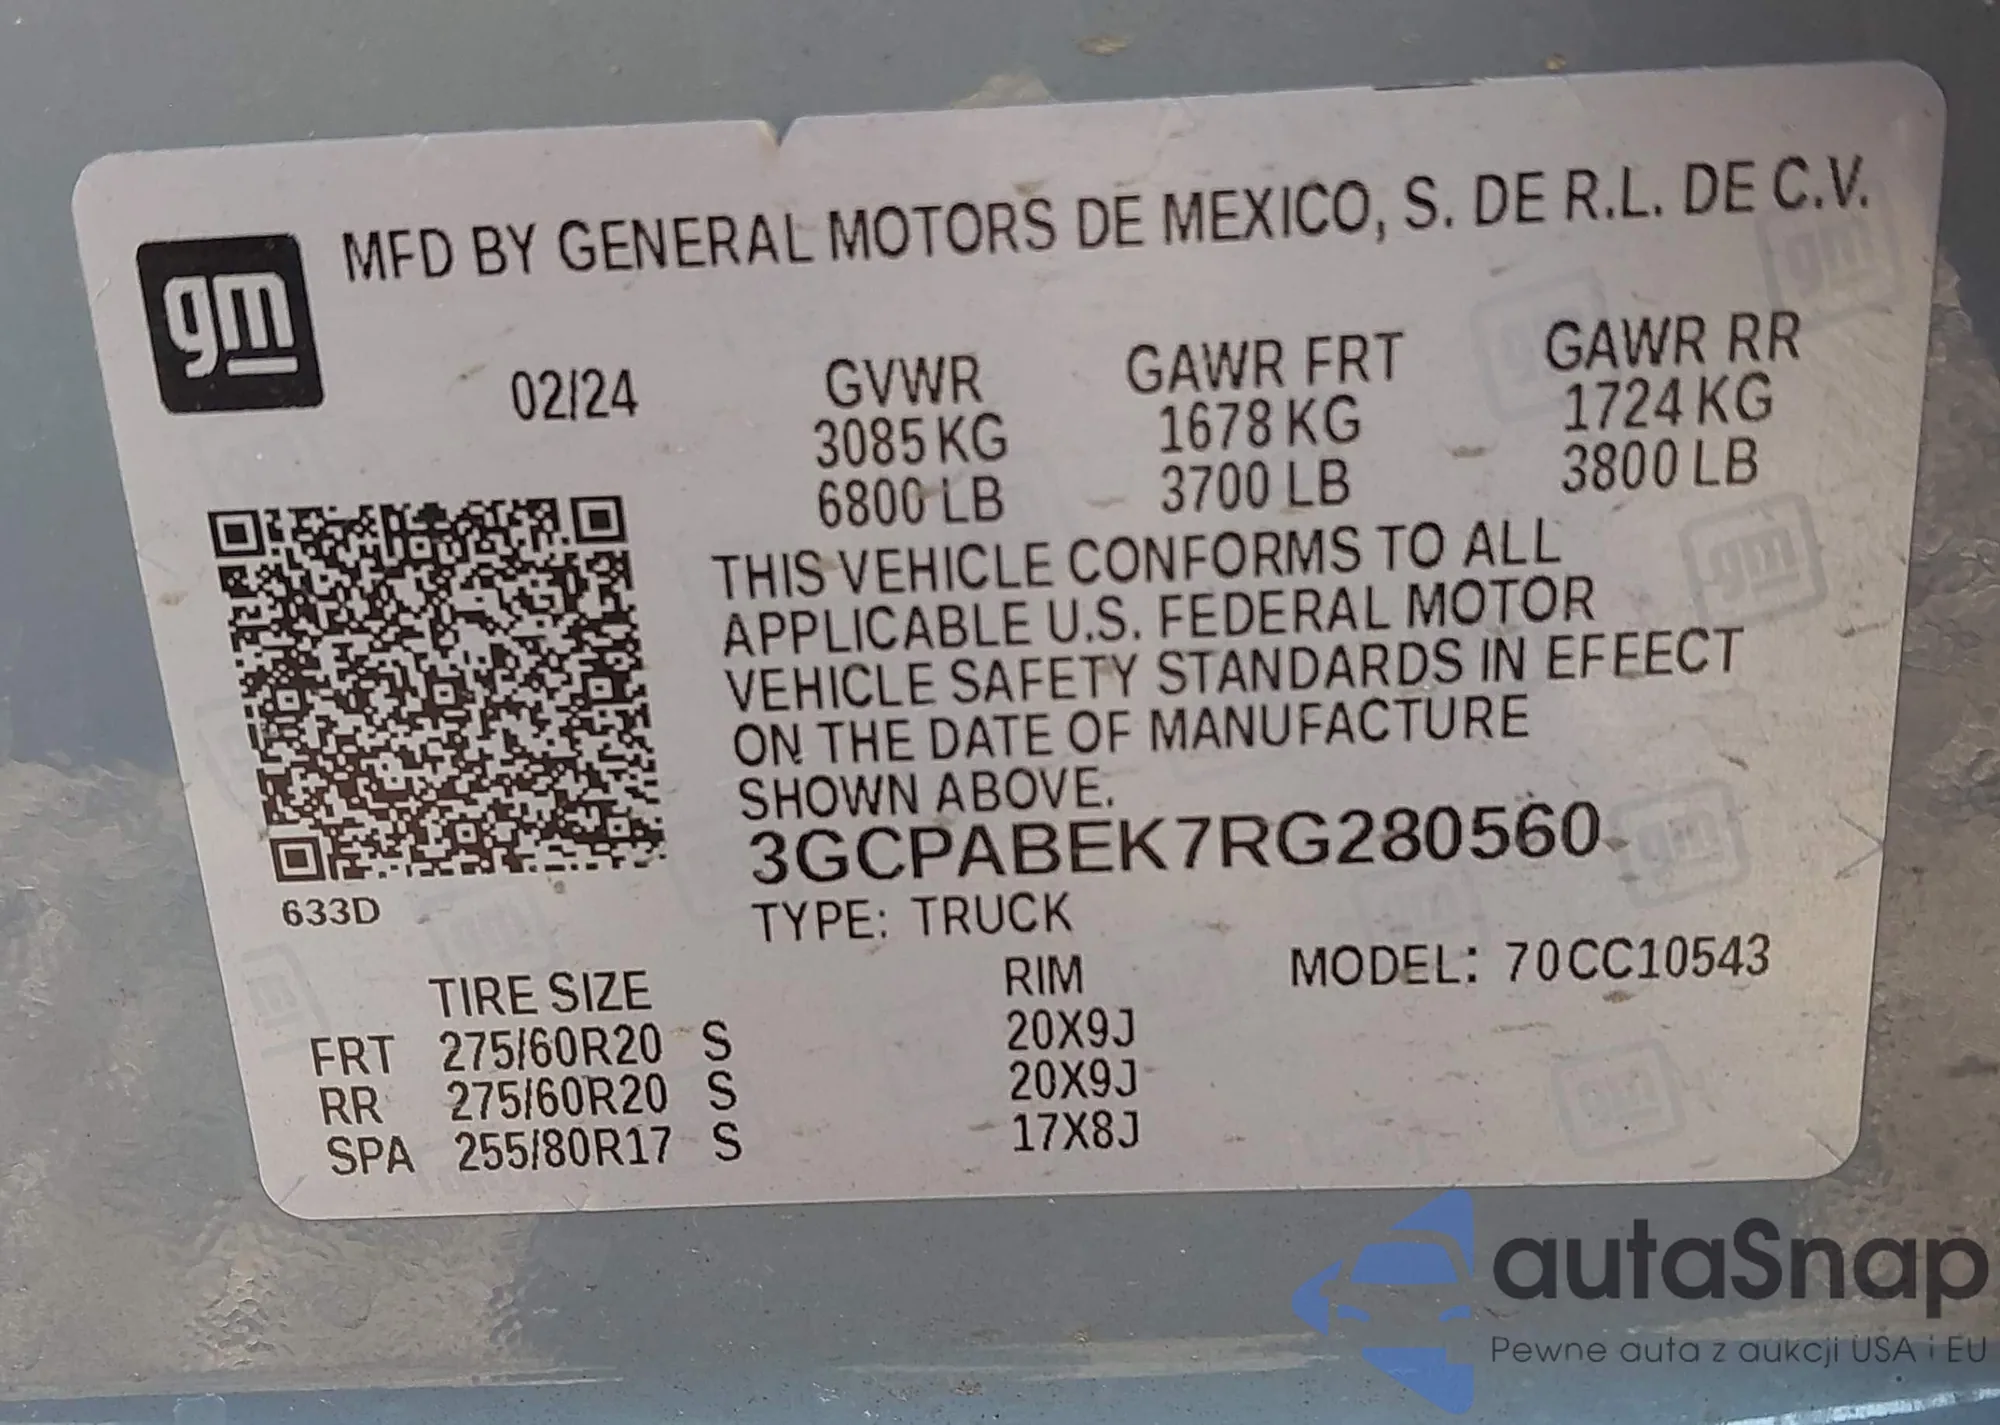 gm
MFD BY GENERAL MOTORS DE MEXICO, S. DE R.L. DE C.V.
02/24
GVWR GAWR FRT GAWR RR
3085 KG 1678 KG 1724 KG
6800 LB 3700 LB 3800 LB
THIS VEHICLE CONFORMS TO ALL
APPLICABLE U.S. FEDERAL MOTOR
VEHICLE SAFETY STANDARDS IN EFFECT
ON THE DATE OF MANUFACTURE
SHOWN ABOVE.
3GCPABEK7RG280560
633D
TYPE: TRUCK
TIRE SIZE RIM MODEL: 70CC10543
FRT 275/60R20 S 20X9J
RR 275/60R20 S 20X9J
SPA 255/80R17 S 17X8J
autaSnap
Pewne auta z aukcji USA i EU